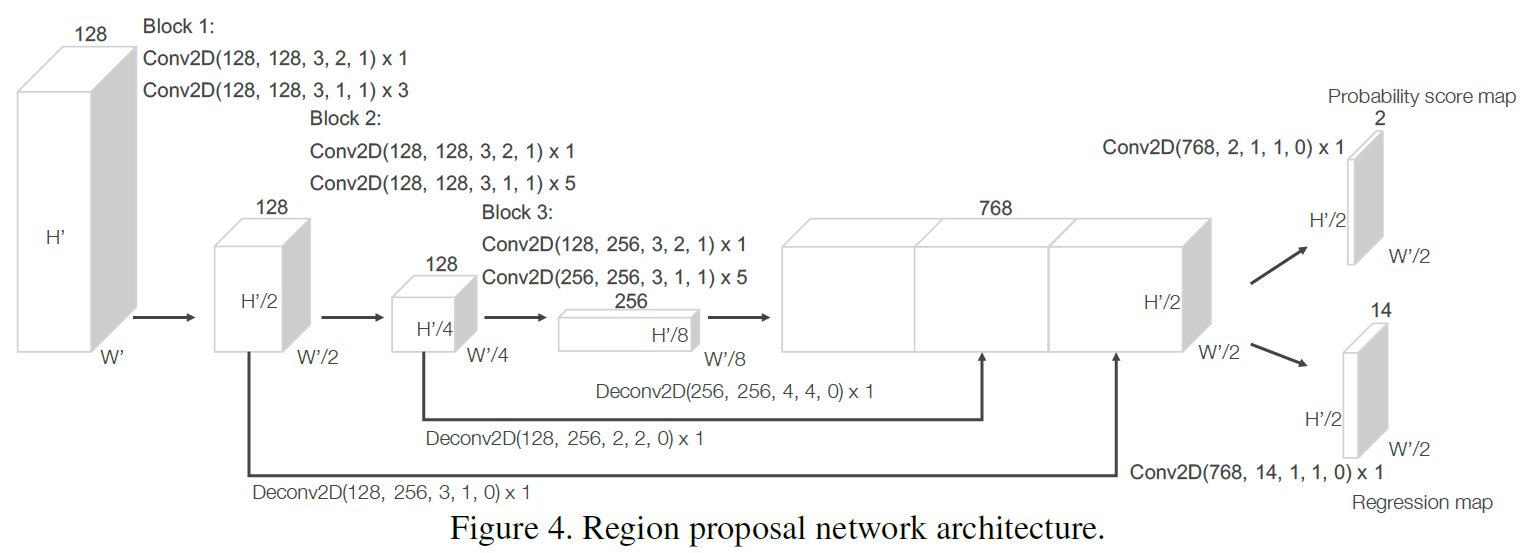 128
Block 1:
Conv2D(128, 128, 3, 2, 1) x 1
Conv2D(128, 128, 3, 1, 1) x 3
H’
W’
Block 2:
Conv2D(128, 128, 3, 2, 1) x 1
Conv2D(128, 128, 3, 1, 1) x 5
128
H’/2
W’/2
Block 3:
Conv2D(128, 256, 3, 2, 1) x 1
Conv2D(256, 256, 3, 1, 1) x 5
128
H’/4
W’/4
256
H’/8
W’/8
Deconv2D(256, 256, 4, 4, 0) x 1
Deconv2D(128, 256, 2, 2, 0) x 1
Deconv2D(128, 256, 3, 1, 0) x 1
768
H’/2
W’/2
Probability score map
2
Conv2D(768, 2, 1, 1, 0) x 1
H’/2
W’/2
14
H’/2
W’/2
Conv2D(768, 14, 1, 1, 0) x 1
Regression map
Figure 4. Region proposal network architecture.